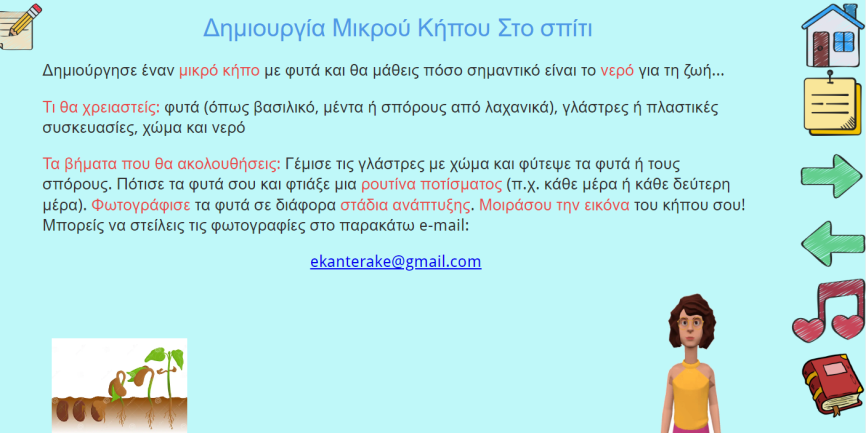 Δημιουργία Μικρού Κήπου Στο σπίτι
Δημιούργησε έναν μικρό κήπο με φυτά και θα μάθεις πόσο σημαντικό είναι το νερό για τη ζωή...
Τι θα χρειαστείς: φυτά (όπως βασιλικό, μέντα ή σπόρους από λαχανικά), γλάστρες ή πλαστικές
συσκευασίες, χώμα και νερό
Τα βήματα που θα ακολουθήσεις: Γέμισε τις γλάστρες με χώμα και φύτεψε τα φυτά ή τους
σπόρους. Πότισε τα φυτά σου και φτιάξε μια ρουτίνα ποτίσματος (π.χ. κάθε μέρα ή κάθε δεύτερη
μέρα). Φωτογράφισε τα φυτά σε διάφορα στάδια ανάπτυξης. Μοιράσου την εικόνα του κήπου σου!
Μπορείς να στείλεις τις φωτογραφίες στο παρακάτω e-mail:
ekanterake@gmail.com